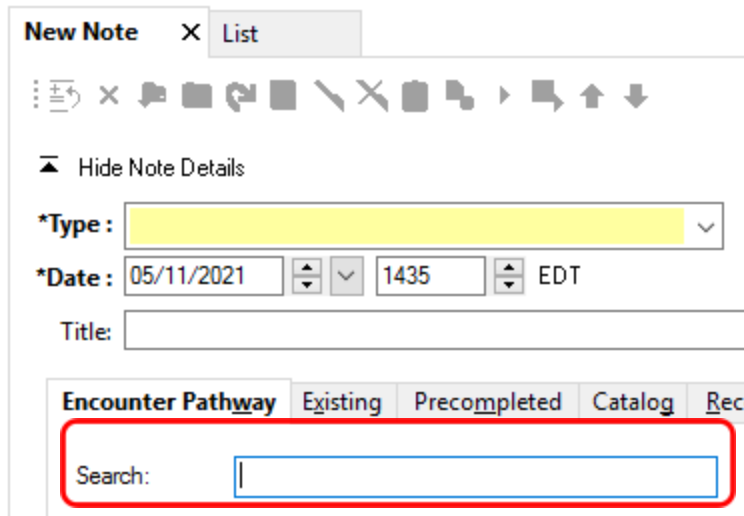 New Note X List
Hide Note Details
*Type :
*Date : 05/11/2021 1435 EDT
Title:
Encounter Pathway Existing Precompleted Catalog Rec
Search: